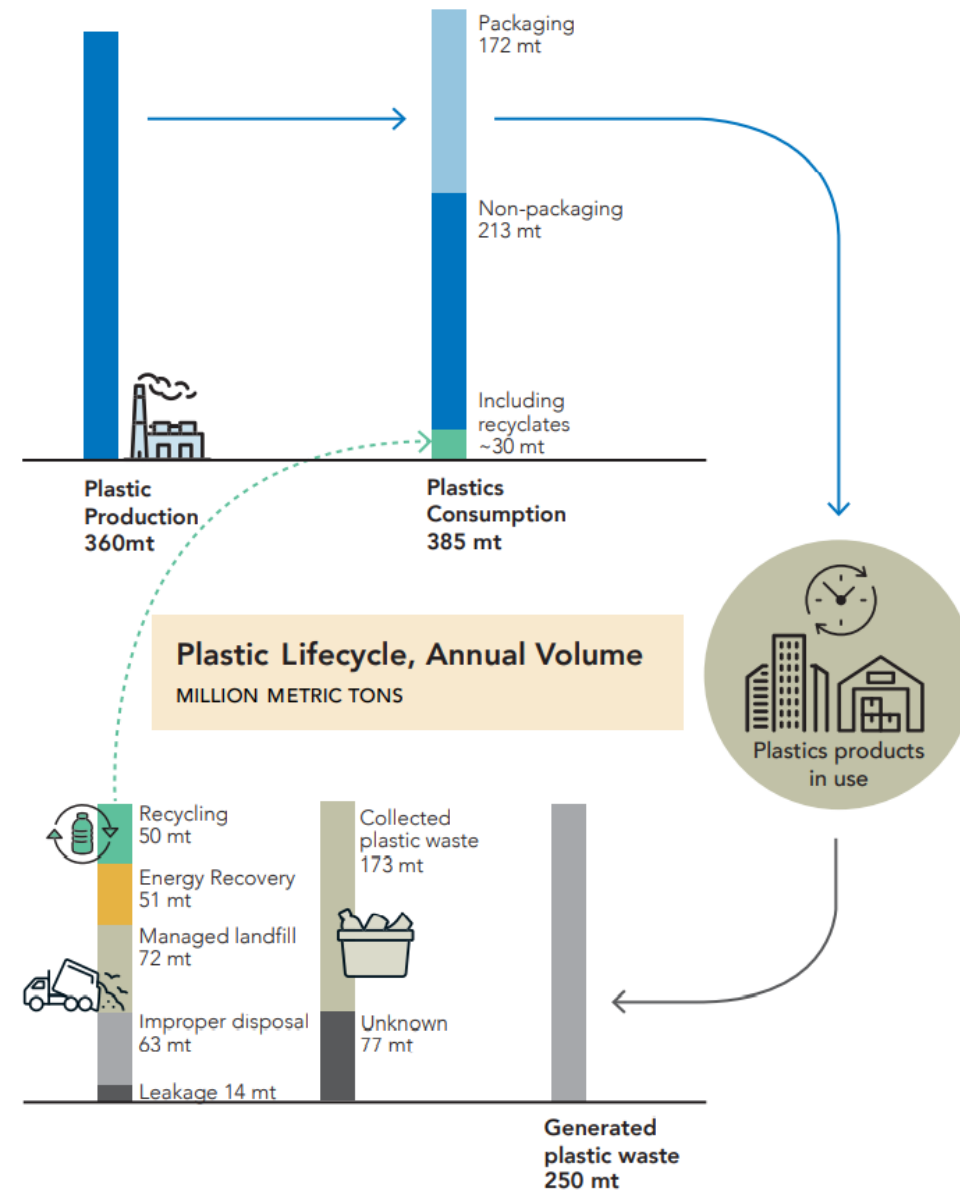 Packaging
172 mt
Non-packaging
213 mt
Including
recyclates
~30 mt
Plastic
Production
360mt
Plastics
Consumption
385 mt
Plastic Lifecycle, Annual Volume
MILLION METRIC TONS
Plastics products
in use
Recycling
50 mt
Energy Recovery
51 mt
Managed landfill
72 mt
Improper disposal
63 mt
Leakage 14 mt
Collected
plastic waste
173 mt
Unknown
77 mt
Generated
plastic waste
250 mt